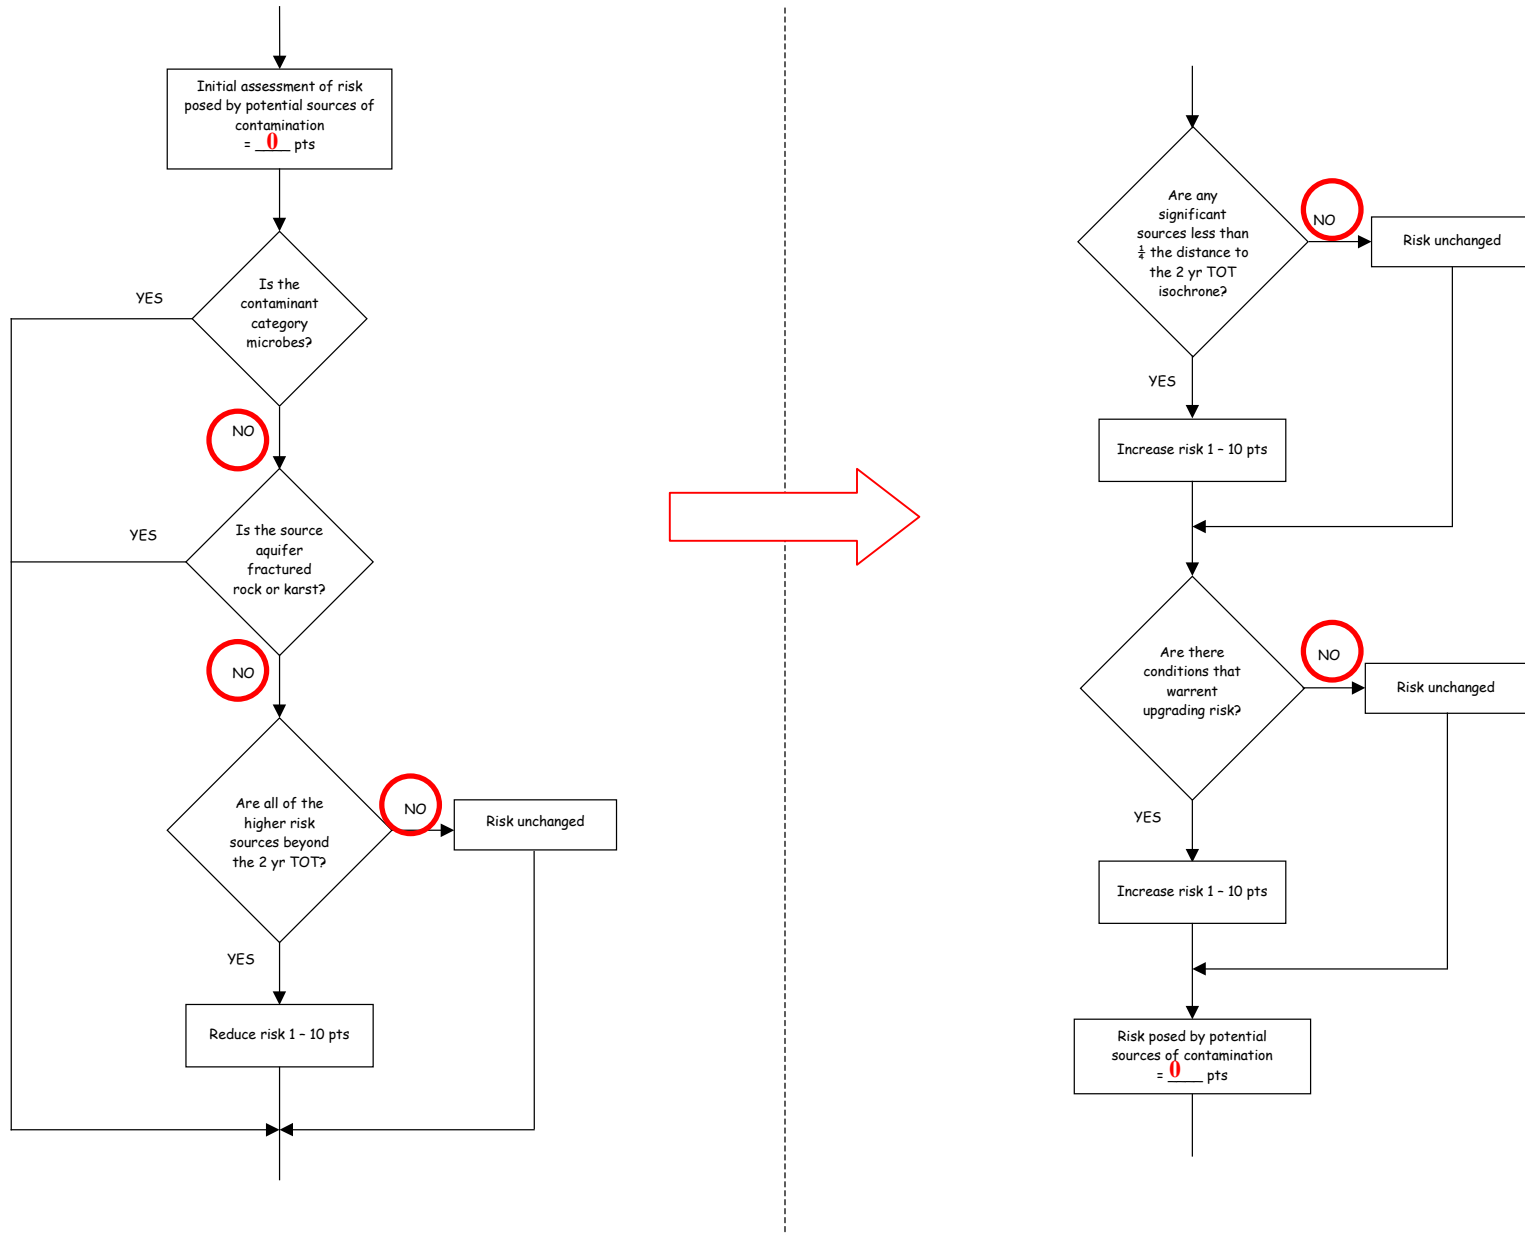 Initial assessment of risk
posed by potential sources of
contamination
= __0__ pts
Is the
contaminant
category
microbes?
YES
NO
Is the source
aquifer
fractured
rock or karst?
YES
NO
Are all of the
higher risk
sources beyond
the 2 yr TOT?
NO
Risk unchanged
YES
Reduce risk 1 – 10 pts
Are any
significant
sources less than
¼ the distance to
the 2 yr TOT
isochrone?
NO
Risk unchanged
YES
Increase risk 1 – 10 pts
Are there
conditions that
warrent
upgrading risk?
NO
Risk unchanged
YES
Increase risk 1 – 10 pts
Risk posed by potential
sources of contamination
= 0____ pts